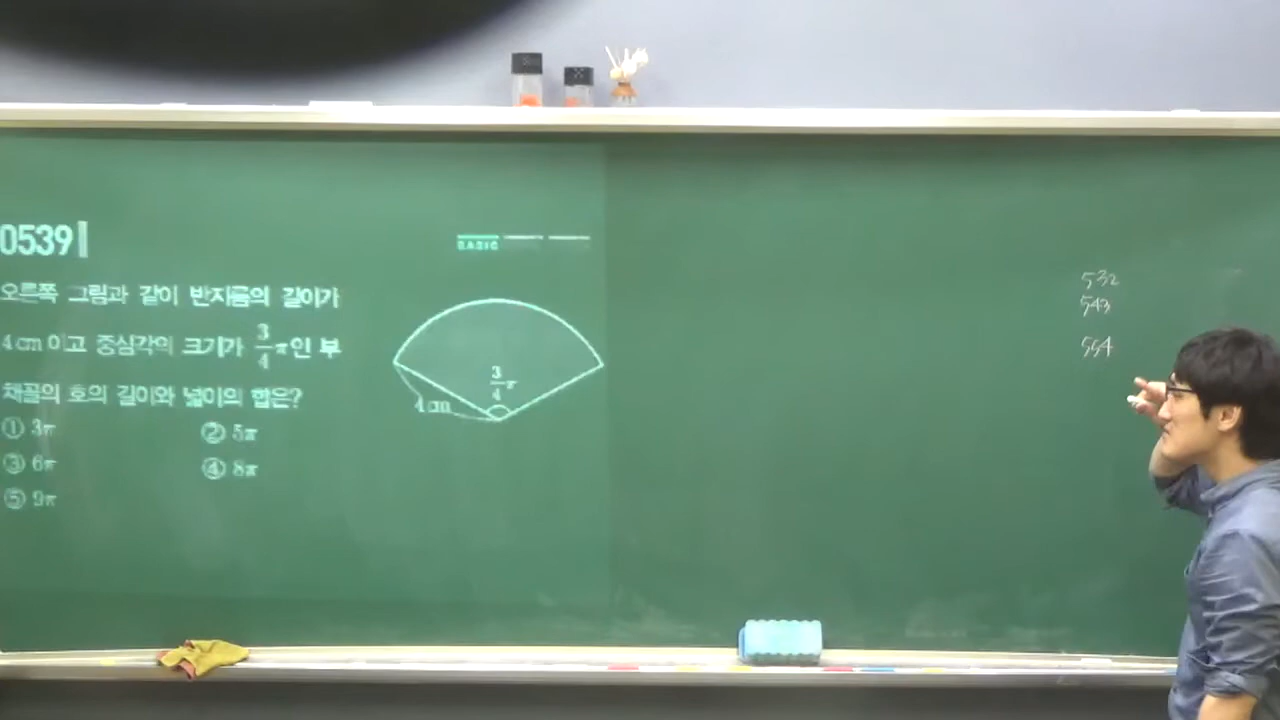 0539
BASIC
오른쪽 그림과 같이 반지름의 길이가
4 cm 이고 중심각의 크기가 3/4 π인 부
채꼴의 호의 길이와 넓이의 합은?
① 3π ② 5π
③ 6π ④ 8π
⑤ 9π
3/4 π
4 cm
532
543
554